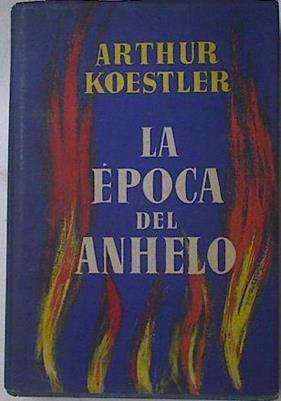 ARTHUR
KOESTLER
LA
ÉPOCA
DEL
ANHELO